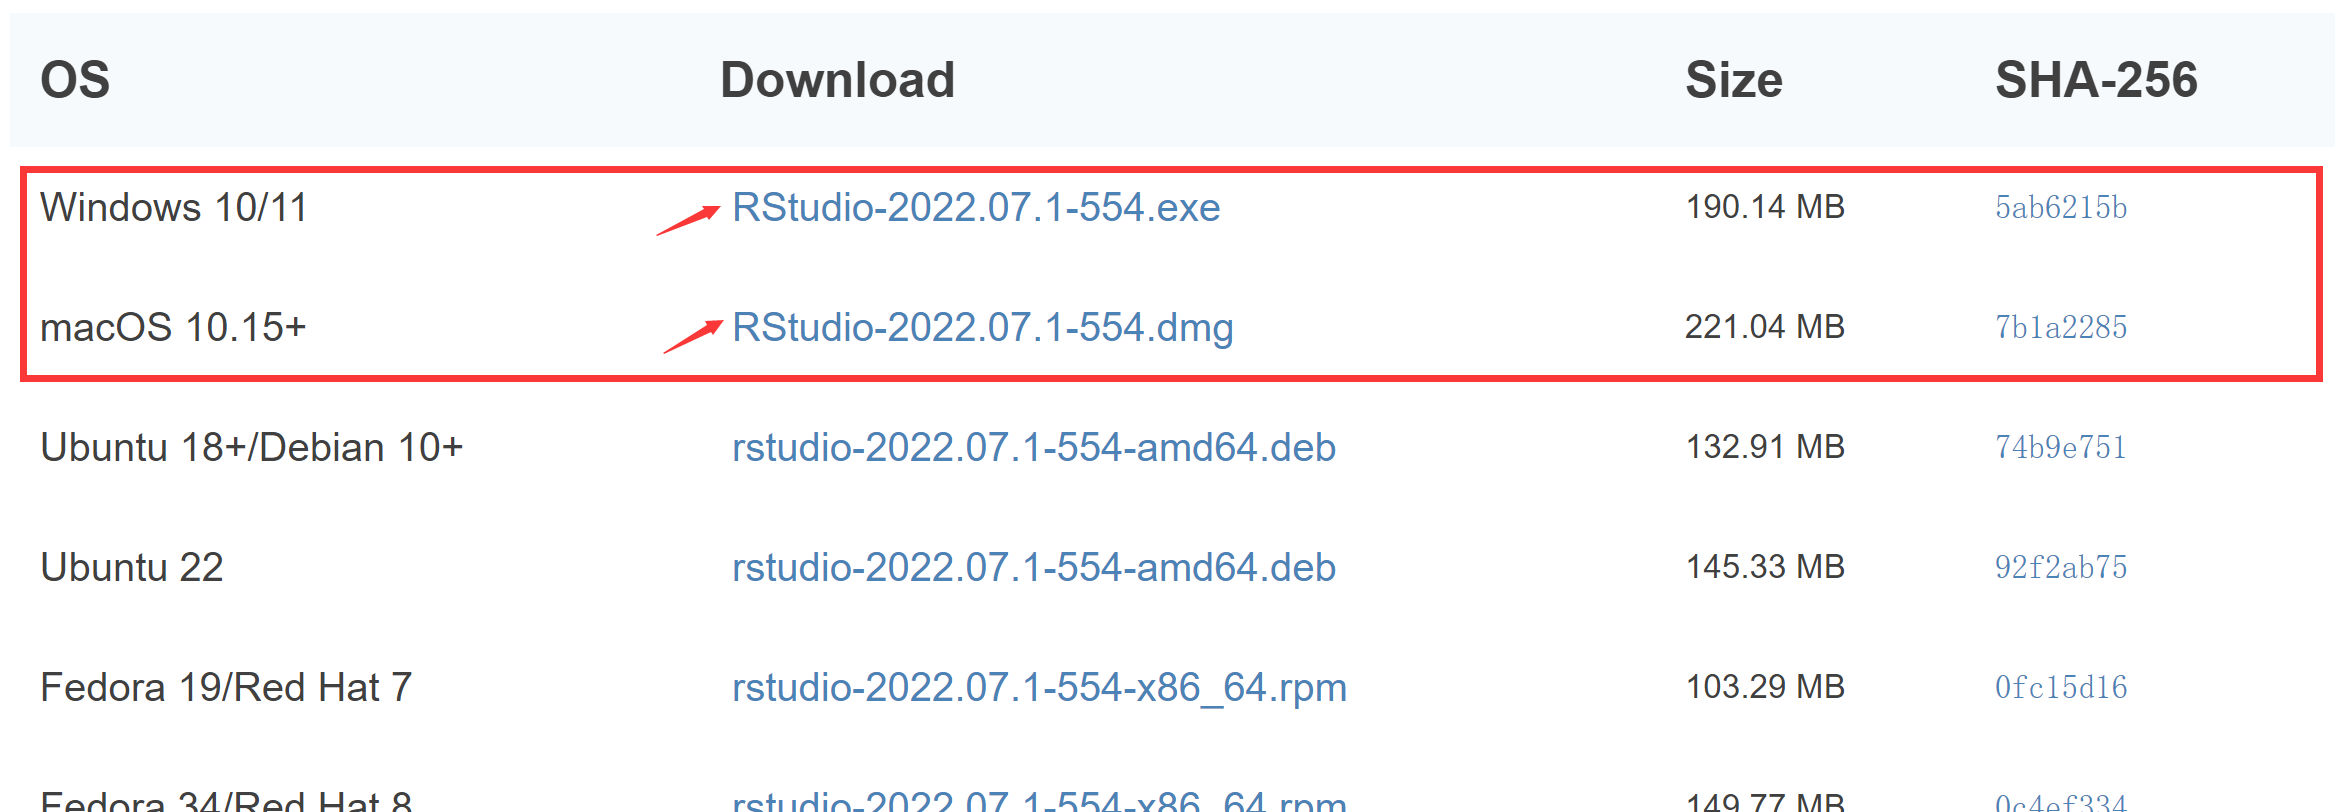 OS Download Size SHA-256
Windows 10/11 RStudio-2022.07.1-554.exe 190.14 MB 5ab6215b
macOS 10.15+ RStudio-2022.07.1-554.dmg 221.04 MB 7b1a2285
Ubuntu 18+/Debian 10+ rstudio-2022.07.1-554-amd64.deb 132.91 MB 74b9e751
Ubuntu 22 rstudio-2022.07.1-554-amd64.deb 145.33 MB 92f2ab75
Fedora 19/Red Hat 7 rstudio-2022.07.1-554-x86_64.rpm 103.29 MB 0fc15d16
Fedora 34/Red Hat 8 rstudio-2022.07.1-554-x86_64.rpm 149.77 MB 0c4ef334